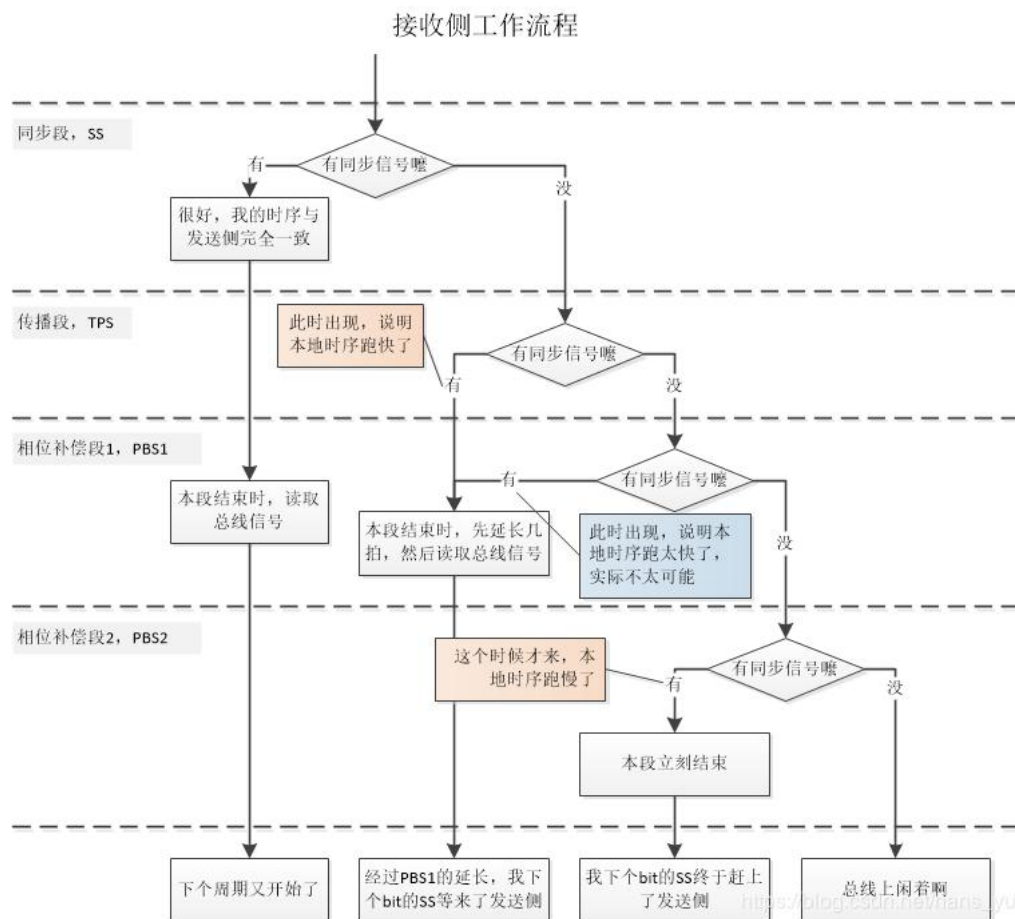 接收侧工作流程
同步段，SS
有同步信号嚒
有
没
很好，我的时序与
发送侧完全一致
传播段，TPS
此时出现，说明
本地时序跑快了
有同步信号嚒
有
没
相位补偿段1，PBS1
有同步信号嚒
有
没
本段结束时，读取
总线信号
本段结束时，先延长几
拍，然后读取总线信号
此时出现，说明本
地时序跑太快了，
实际不太可能
相位补偿段2，PBS2
这个时候才来，本
地时序跑慢了
有同步信号嚒
有
没
本段立刻结束
下个周期又开始了
经过PBS1的延长，我下
个bit的SS等来了发送侧
我下个bit的SS终于赶上
了发送侧
总线上闲着啊
https://blog.csdn.net/hans_yu